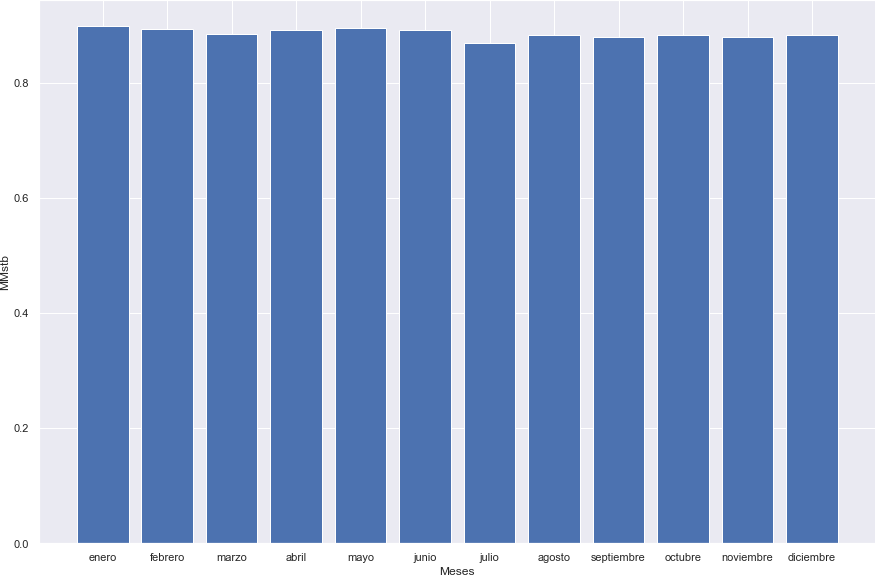 0.8
0.6
0.4
MMstb
0.2
0.0
enero febrero marzo abril mayo junio julio agosto septiembre octubre noviembre diciembre
Meses